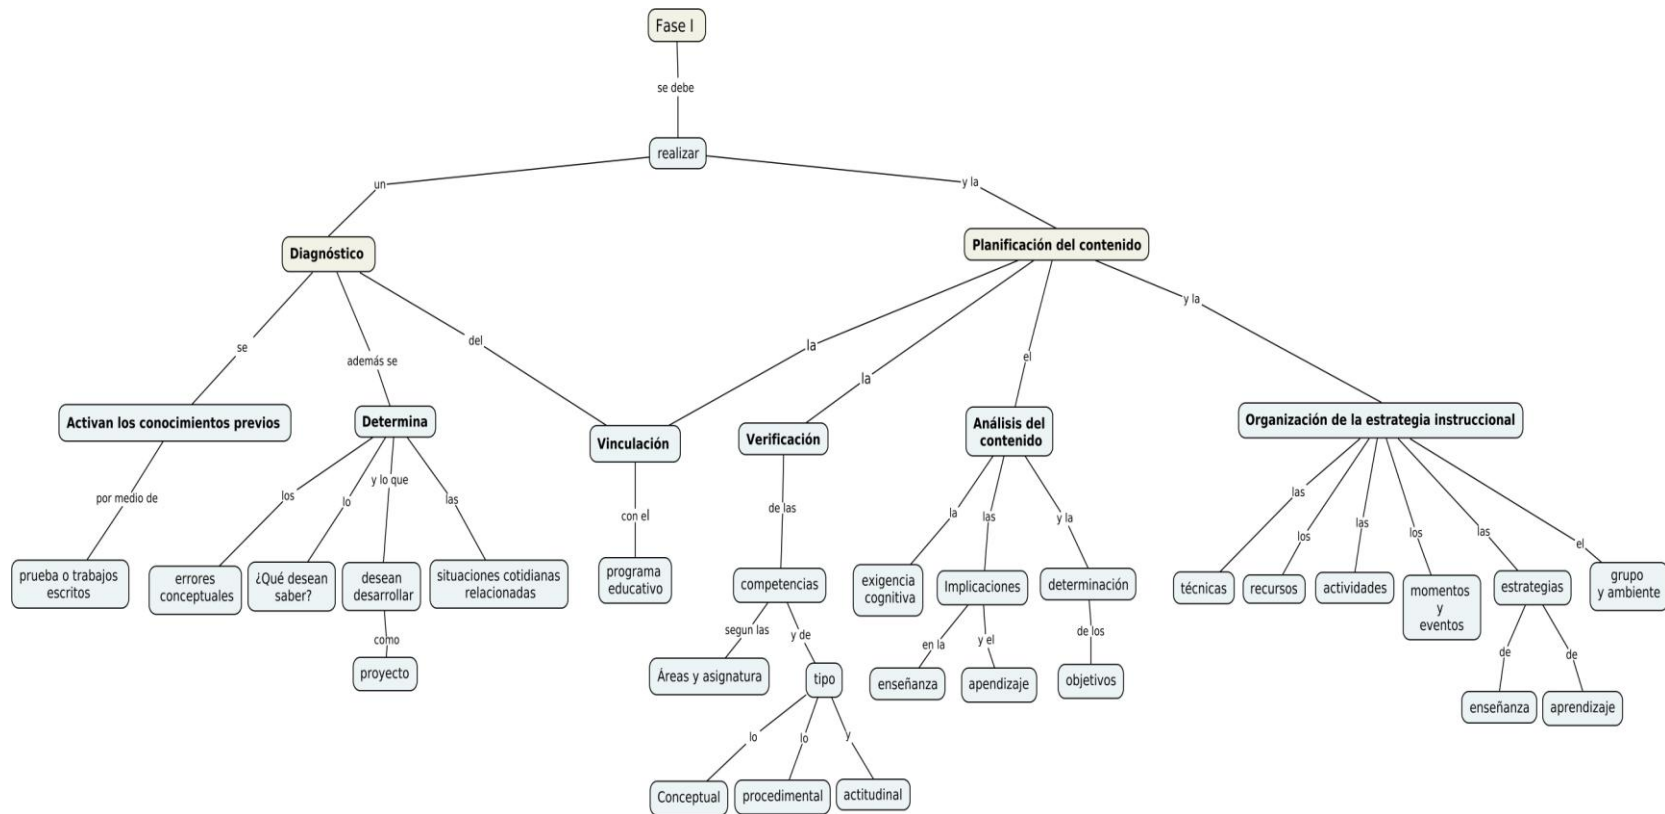 Fase I
se debe
realizar
un
y la
Diagnóstico
Planificación del contenido
se
además se
del
la
la
el
y la
Activan los conocimientos previos
Determina
Vinculación
Verificación
Análisis del
contenido
Organización de la estrategia instruccional
por medio de
los
lo
y lo que
las
con el
de las
la
las
y la
las
los
las
los
las
el
prueba o trabajos
escritos
errores
conceptuales
¿Qué desean
saber?
desean
desarrollar
situaciones cotidianas
relacionadas
programa
educativo
competencias
exigencia
cognitiva
Implicaciones
determinación
técnicas
recursos
actividades
momentos
y
eventos
estrategias
grupo
y ambiente
como
segun las
y de
en la
y el
de los
de
de
proyecto
Áreas y asignatura
tipo
enseñanza
apendizaje
objetivos
enseñanza
aprendizaje
lo
lo
y
Conceptual
procedimental
actitudinal